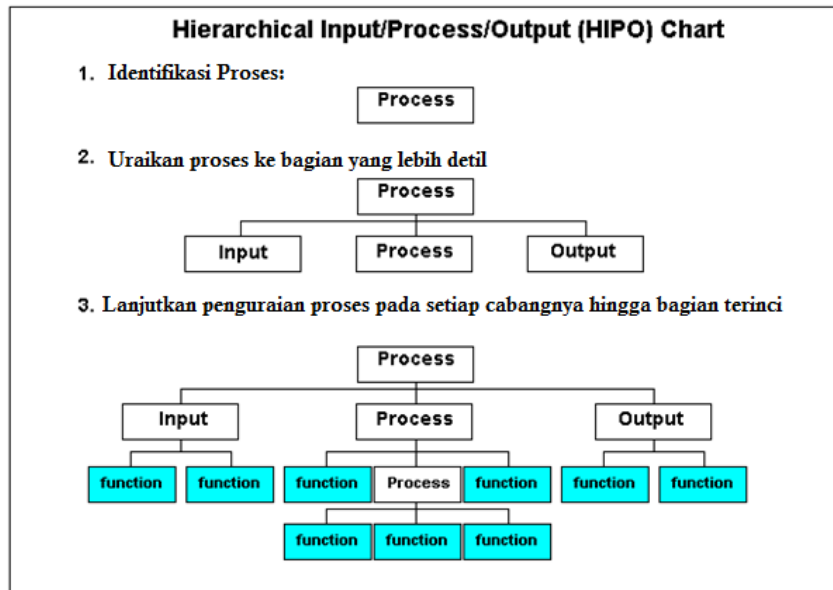 Hierarchical Input/Process/Output (HIPO) Chart
1. Identifikasi Proses:
Process
2. Uraikan proses ke bagian yang lebih detil
Process
Input Process Output
3. Lanjutkan penguraian proses pada setiap cabangnya hingga bagian terinci
Process
Input Process Output
function function function Process function function function
function function function